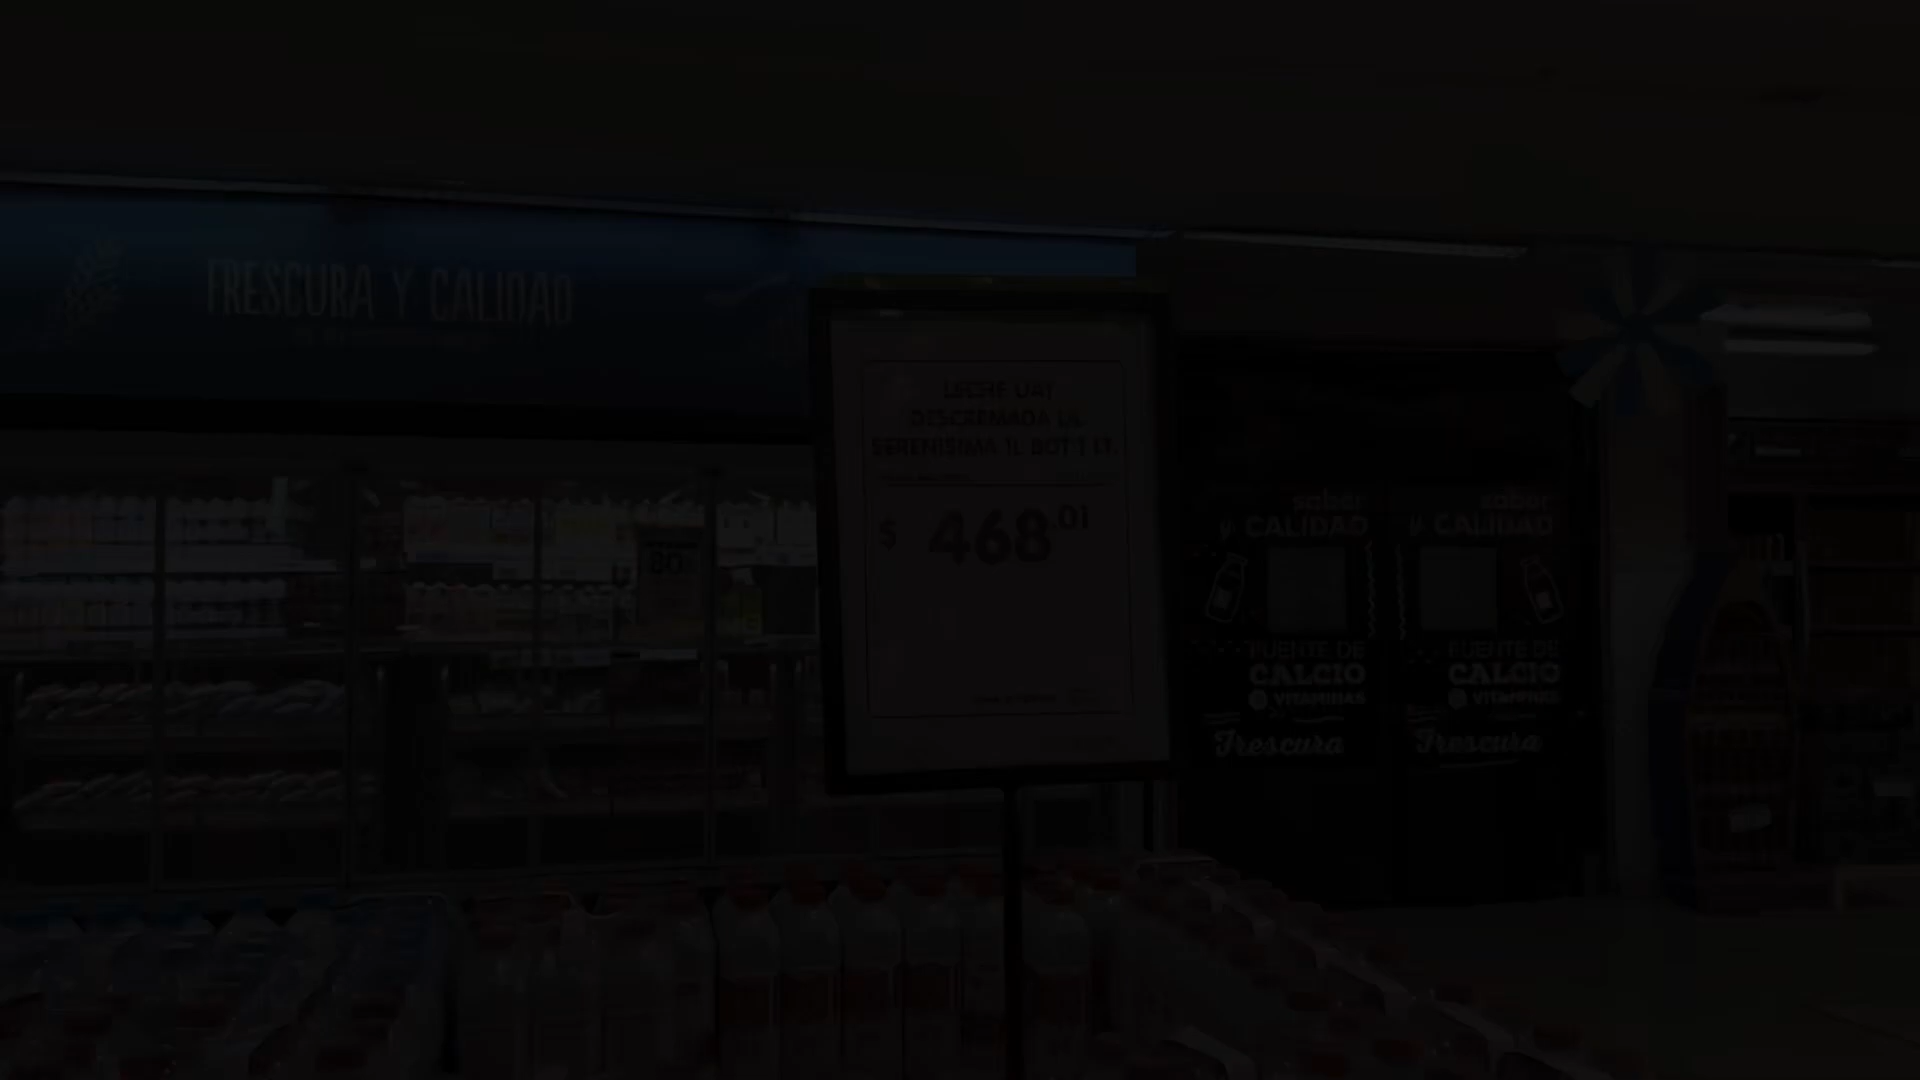 FRESCURA Y CALIDAD
LECHE UAT
DESCREMADA LA
SERENISIMA 1L BOT 1 LT.
$ 468.01
80
sabor
y CALIDAD
FUENTE DE
CALCIO
VITAMINAS
Frescura
sabor
y CALIDAD
FUENTE DE
CALCIO
VITAMINAS
Frescura